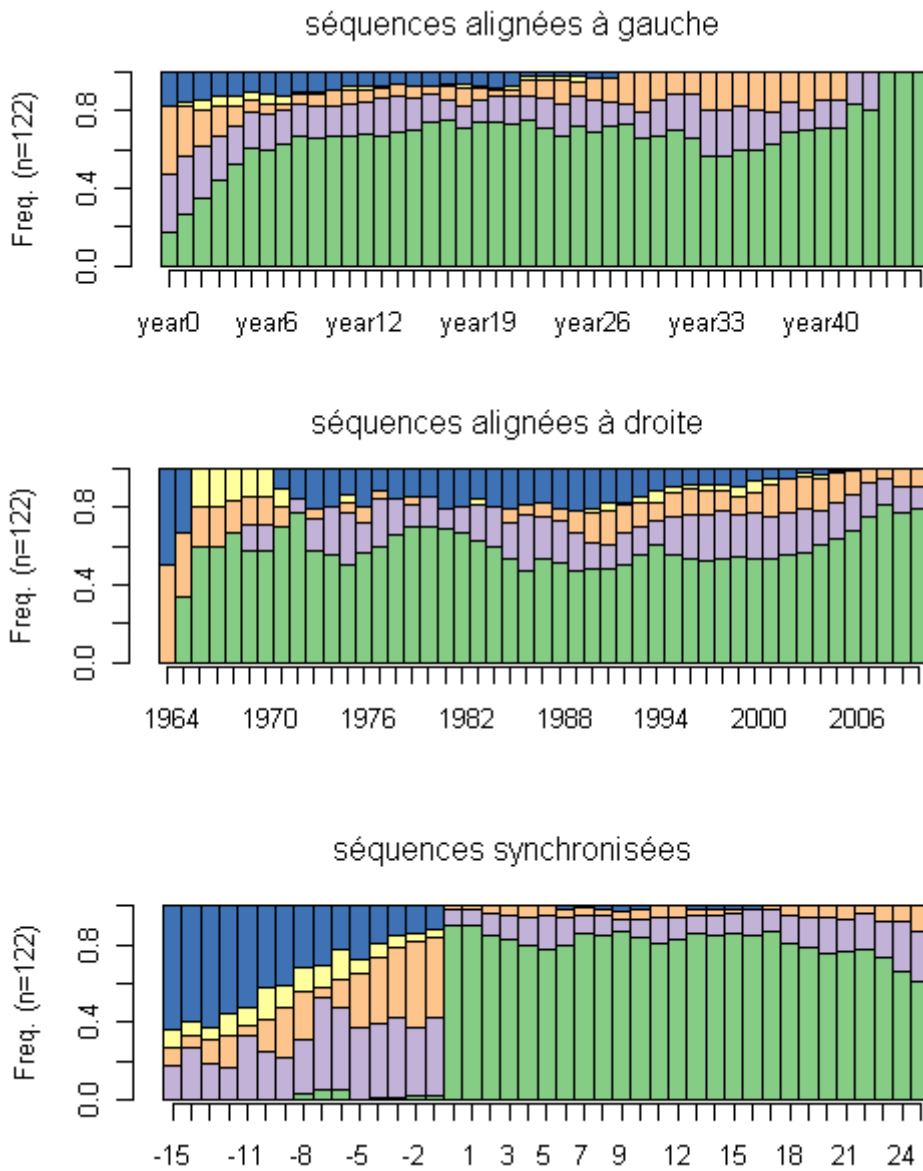 séquences alignées à gauche
Freq. (n=122)
0.0 0.4 0.8
year0 year6 year12 year19 year26 year33 year40
séquences alignées à droite
Freq. (n=122)
0.0 0.4 0.8
1964 1970 1976 1982 1988 1994 2000 2006
séquences synchronisées
Freq. (n=122)
0.0 0.4 0.8
-15 -11 -8 -5 -2 1 3 5 7 9 12 15 18 21 24